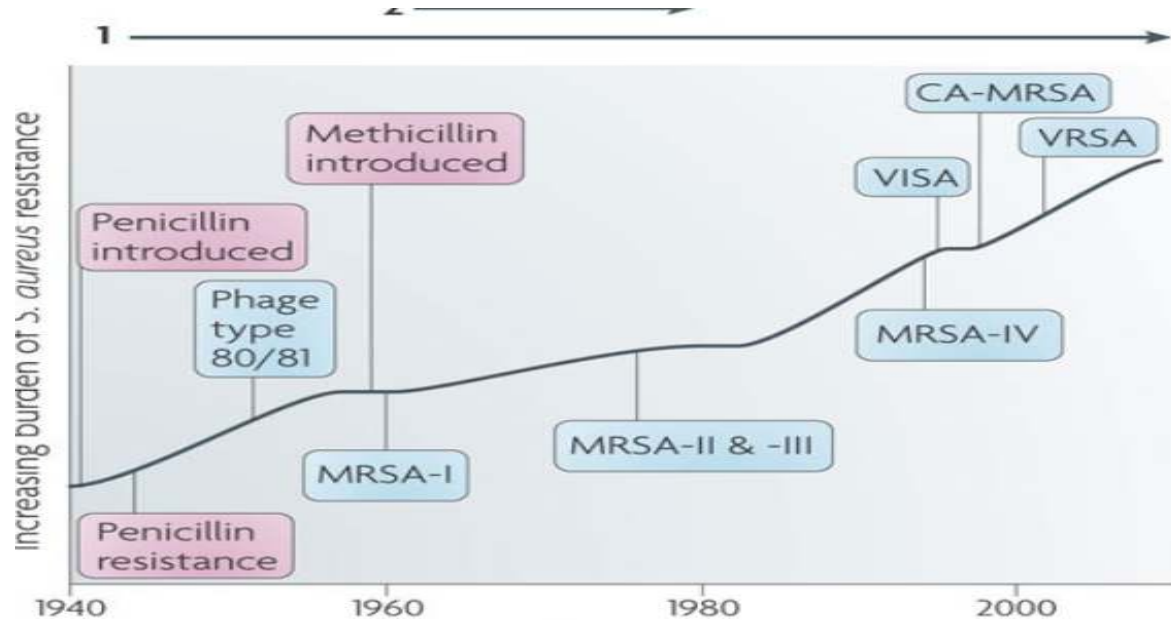 2
1
Increasing burden of S. aureus resistance
CA-MRSA
Methicillin
introduced
VRSA
VISA
Penicillin
introduced
Phage
type
80/81
MRSA-IV
MRSA-II & -III
MRSA-I
Penicillin
resistance
1940
1960
1980
2000